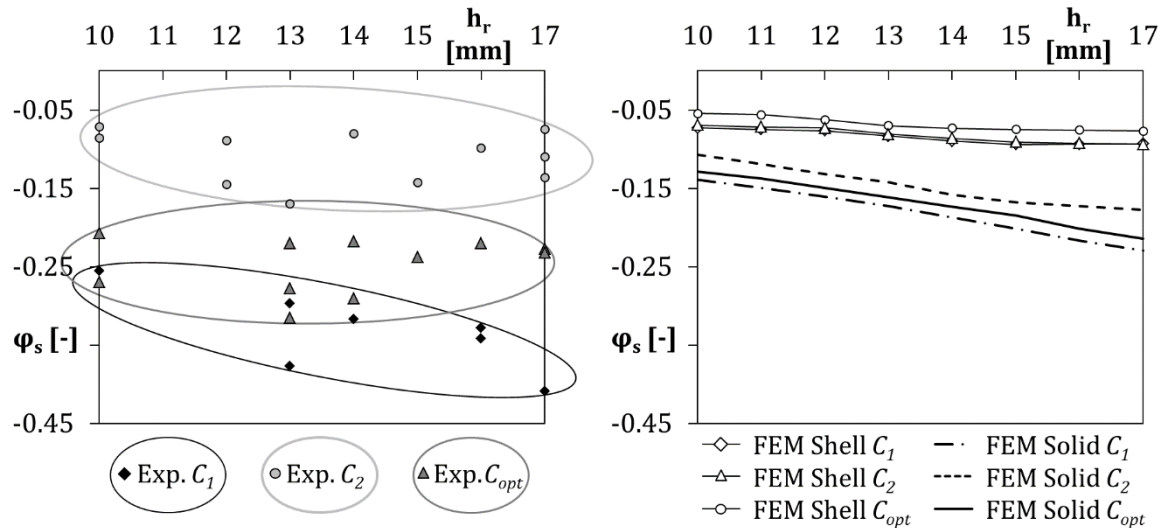 h_r
10 11 12 13 14 15 [mm] 17
-0.05
-0.15
-0.25
φ_s [-]
-0.45
Exp. C_1
Exp. C_2
Exp.C_opt
h_r
10 11 12 13 14 15 [mm] 17
-0.05
-0.15
-0.25
φ_s [-]
-0.45
FEM Shell C_1
FEM Solid C_1
FEM Shell C_2
FEM Solid C_2
FEM Shell C_opt
FEM Solid C_opt